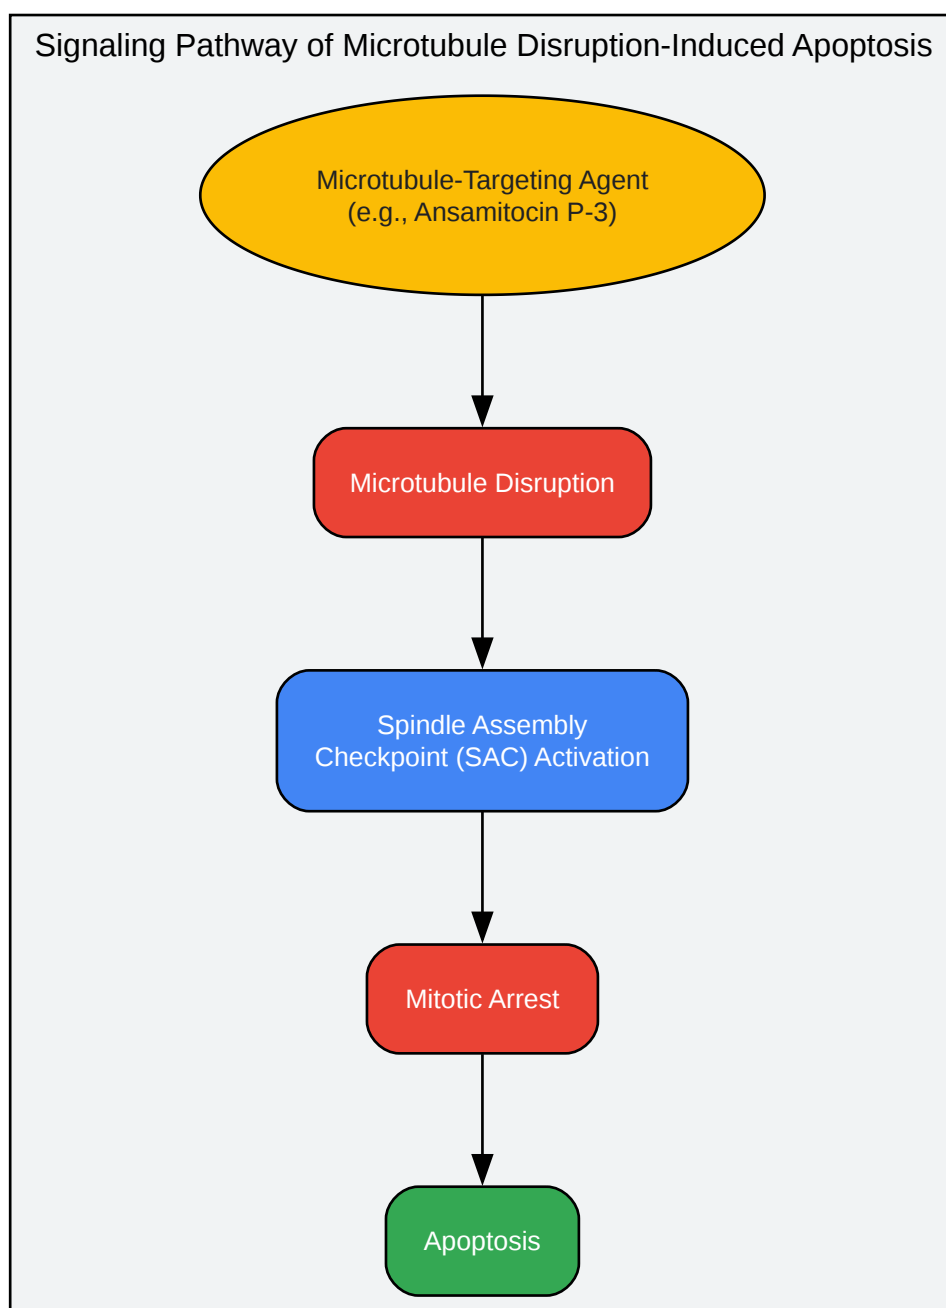 Signaling Pathway of Microtubule Disruption-Induced Apoptosis
Microtubule-Targeting Agent
(e.g., Ansamitocin P-3)
Microtubule Disruption
Spindle Assembly
Checkpoint (SAC) Activation
Mitotic Arrest
Apoptosis